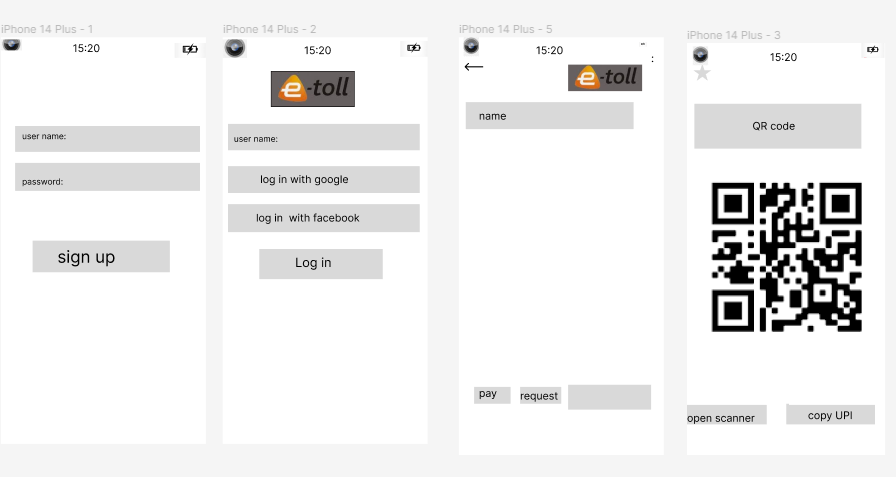 iPhone 14 Plus - 1
15:20
user name:
password:
sign up
iPhone 14 Plus - 2
15:20
e-toll
user name:
log in with google
log in  with facebook
Log in
iPhone 14 Plus - 5
15:20
e-toll
name
pay
request
iPhone 14 Plus - 3
15:20
QR code
open scanner
copy UPI